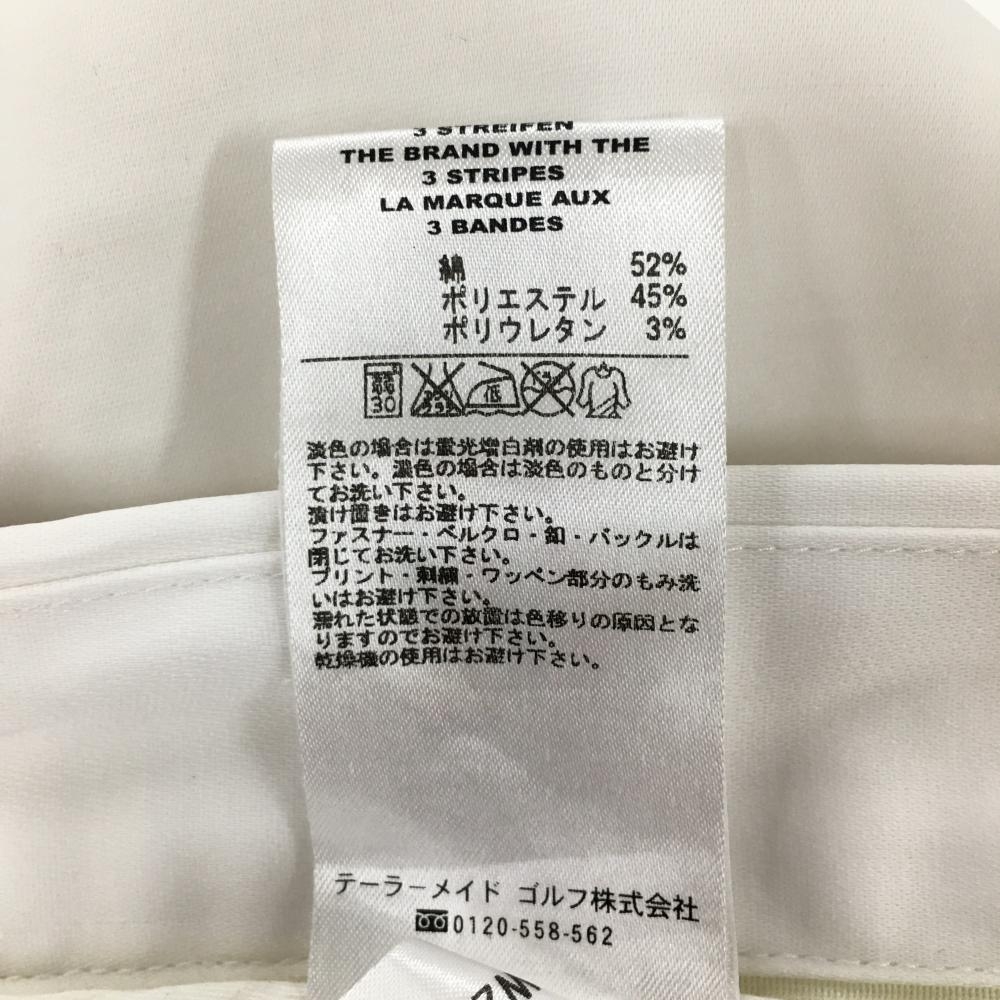 3 STREIFEN
THE BRAND WITH THE
3 STRIPES
LA MARQUE AUX
3 BANDES
綿 52%
ポリエステル 45%
ポリウレタン 3%
弱 30 エンソサラシ 低
淡色の場合は蛍光増白剤の使用はお避け
下さい。濃色の場合は淡色のものと分け
てお洗い下さい。
漬け置きはお避け下さい。
ファスナー・ベルクロ・釦・バックルは
閉じてお洗い下さい。
プリント・刺繍・ワッペン部分のもみ洗
いはお避け下さい。
濡れた状態での放置は色移りの原因とな
りますのでお避け下さい。
乾燥機の使用はお避け下さい。
テーラーメイド ゴルフ株式会社
0120-558-562